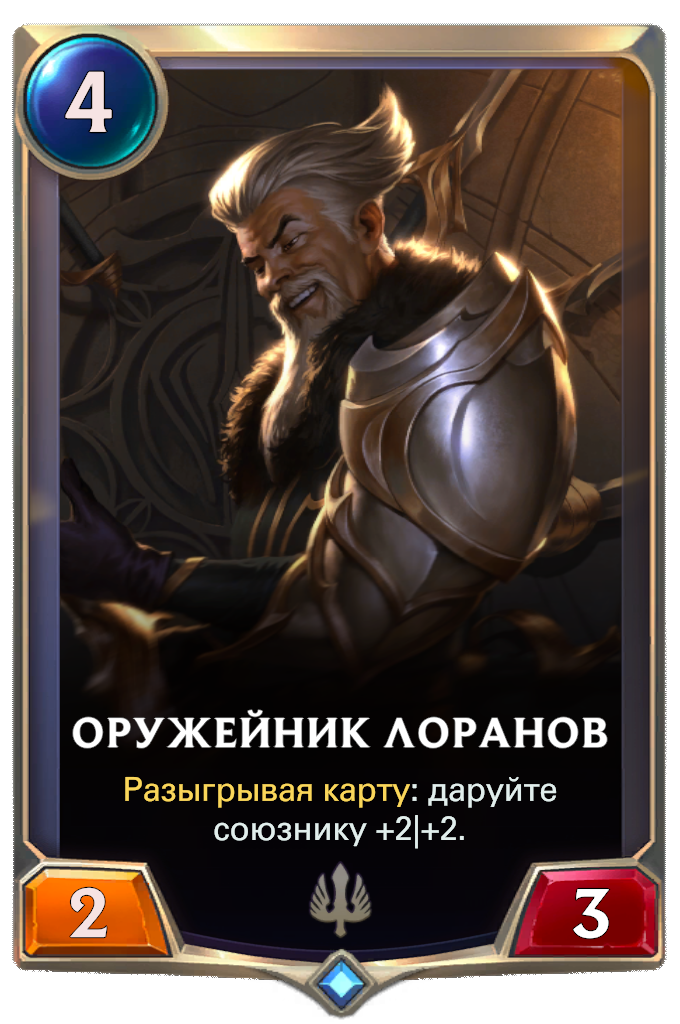 4
ОРУЖЕЙНИК ЛОРАНОВ
Разыгрывая карту: даруйте
союзнику +2|+2.
2
3